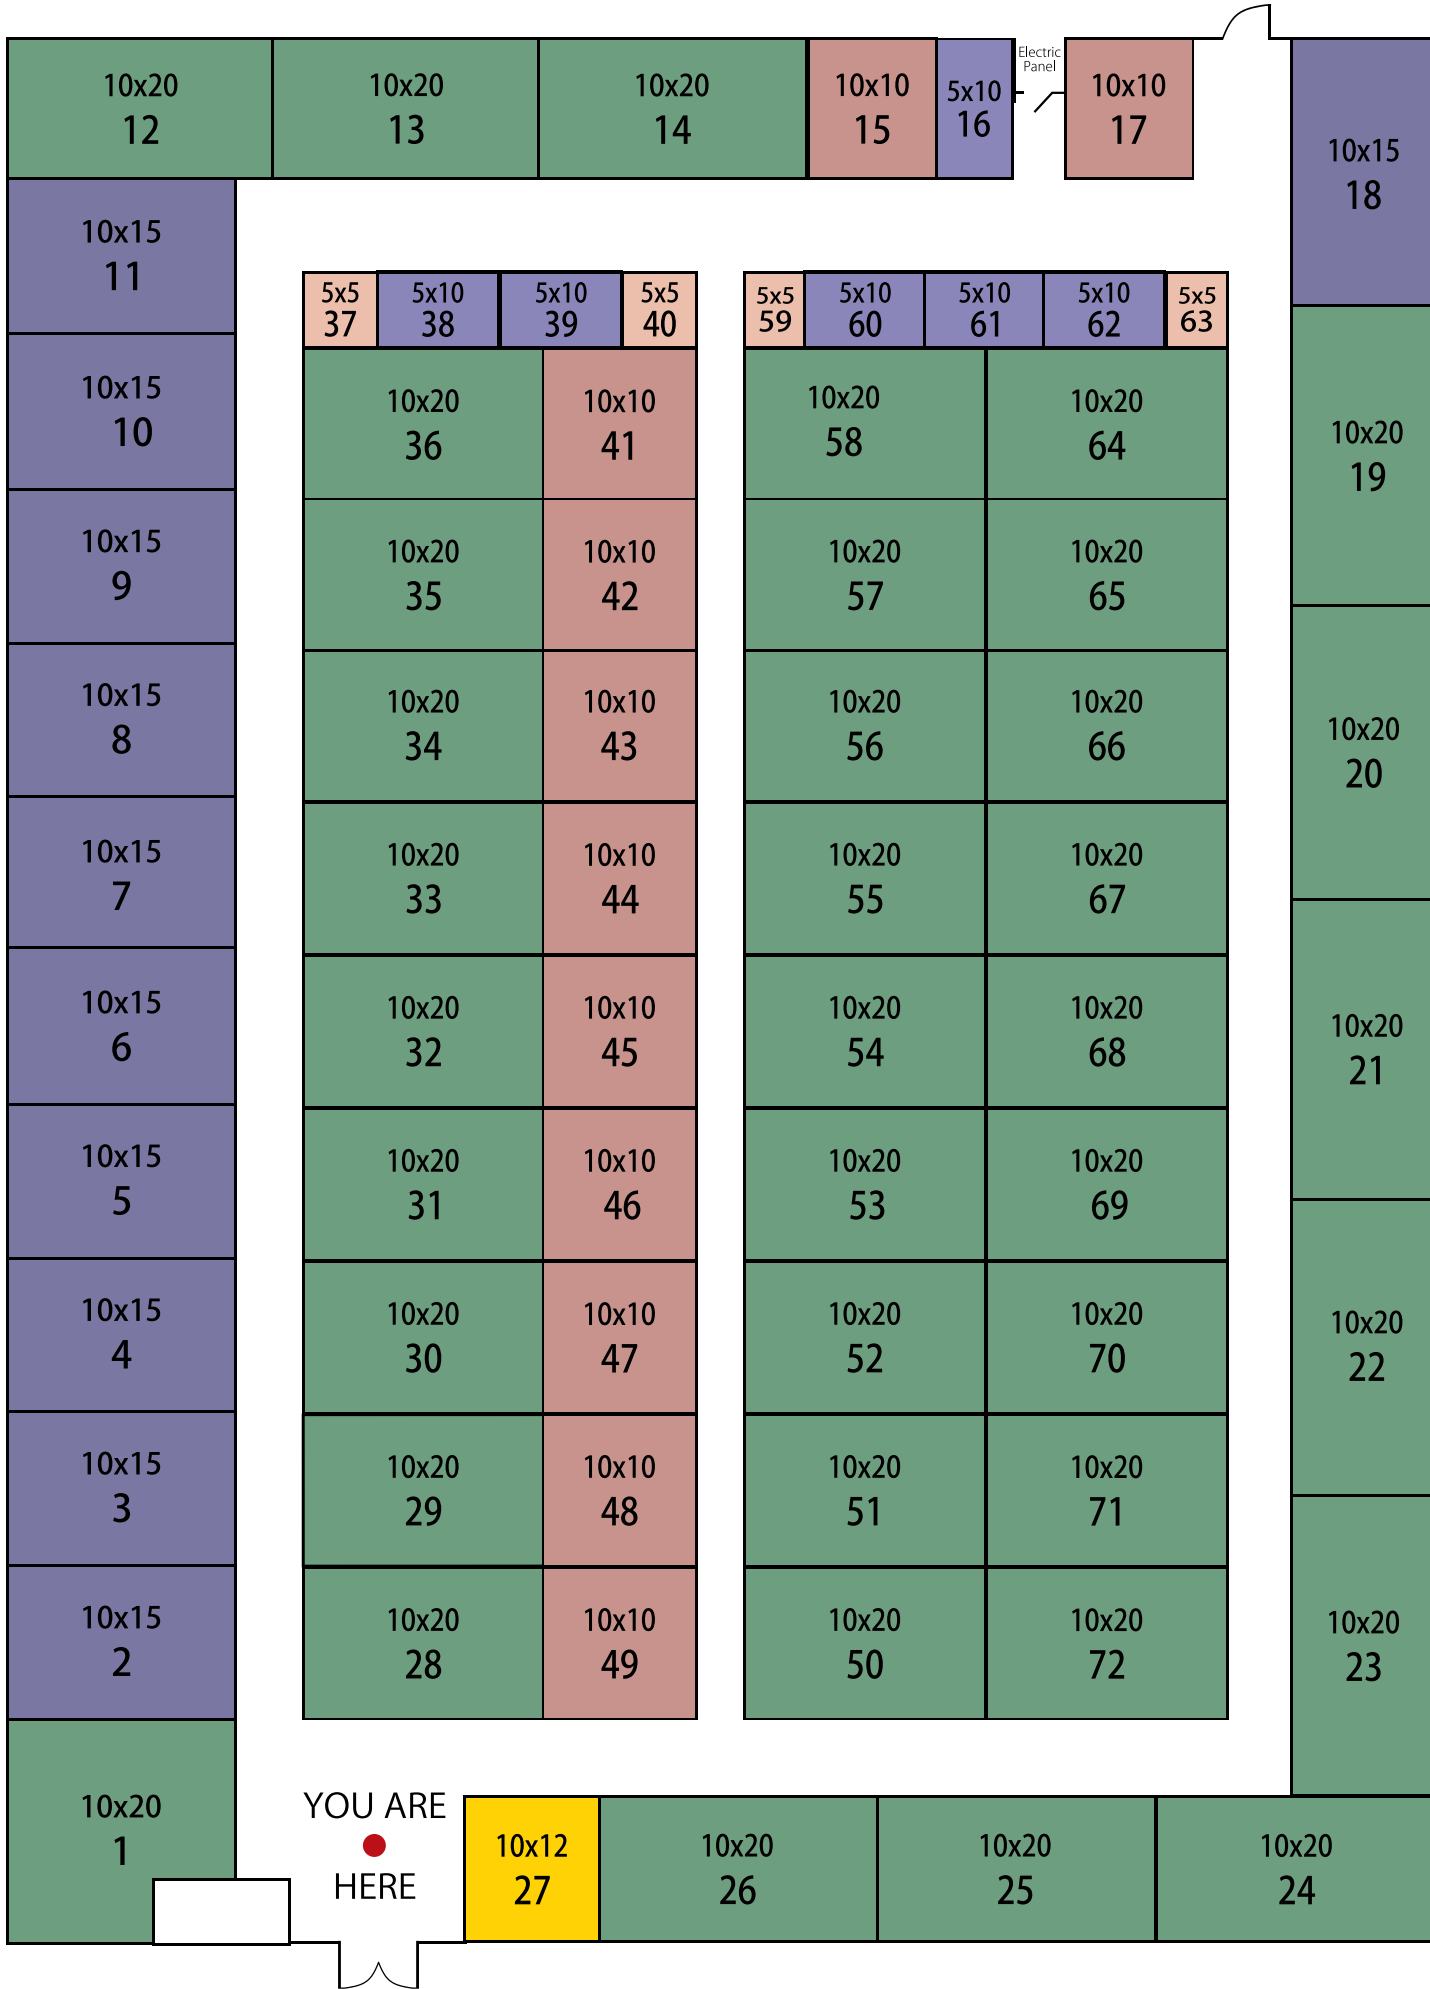 10x20
12
10x20
13
10x20
14
10x10
15
5x10
16
Electric
Panel
10x10
17
10x15
18
10x15
11
10x15
10
10x15
9
10x15
8
10x15
7
10x15
6
10x15
5
10x15
4
10x15
3
10x15
2
10x20
1
5x5
37
5x10
38
5x10
39
5x5
40
10x20
36
10x10
41
10x20
35
10x10
42
10x20
34
10x10
43
10x20
33
10x10
44
10x20
32
10x10
45
10x20
31
10x10
46
10x20
30
10x10
47
10x20
29
10x10
48
10x20
28
10x10
49
5x5
59
5x10
60
5x10
61
5x10
62
5x5
63
10x20
58
10x20
64
10x20
57
10x20
65
10x20
56
10x20
66
10x20
55
10x20
67
10x20
54
10x20
68
10x20
53
10x20
69
10x20
52
10x20
70
10x20
51
10x20
71
10x20
50
10x20
72
10x20
19
10x20
20
10x20
21
10x20
22
10x20
23
YOU ARE
HERE
10x12
27
10x20
26
10x20
25
10x20
24